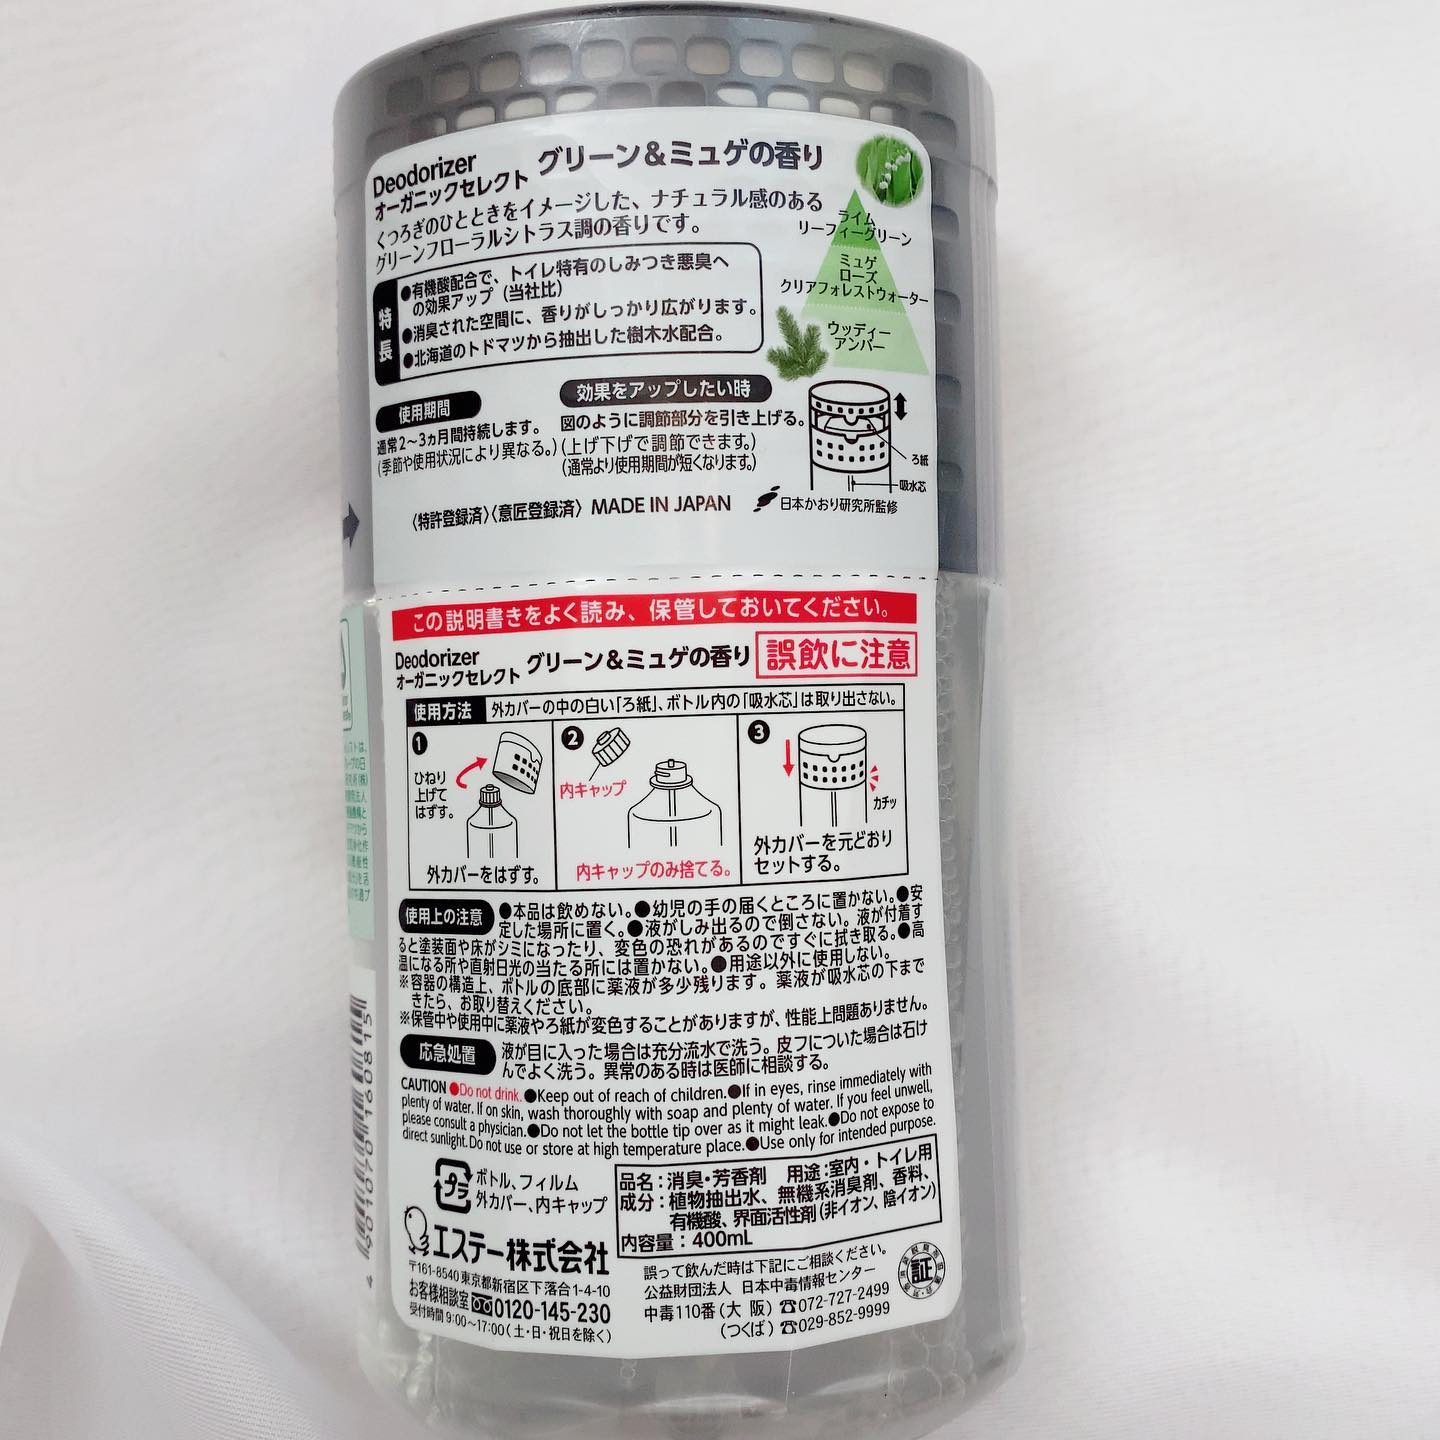 Deodorizer
オーガニックセレクト
グリーン&ミュゲの香り
くつろぎのひとときをイメージした、ナチュラル感のある
グリーンフローラルシトラス調の香りです。
ライム
リーフィーグリーン
ミュゲ
ローズ
クリアフォレストウォーター
ウッディー
アンバー
特長
●有機酸配合で、トイレ特有のしみつき悪臭へ
の効果アップ(当社比)
●消臭された空間に、香りがしっかり広がります。
●北海道のトドマツから抽出した樹木水配合。
使用期間
通常2～3ヵ月間持続します。
(季節や使用状況により異なる。)
効果をアップしたい時
図のように調節部分を引き上げる。
(上げ下げで調節できます。)
(通常より使用期間が短くなります。)
ろ紙
吸水芯
〈特許登録済〉〈意匠登録済〉 MADE IN JAPAN
日本かおり研究所監修
この説明書きをよく読み、保管しておいてください。
Deodorizer
オーガニックセレクト
グリーン&ミュゲの香り
誤飲に注意
使用方法
外カバーの中の白い「ろ紙」、ボトル内の「吸水芯」は取り出さない。
1
ひねり
上げて
はずす。
外カバーをはずす。
2
内キャップ
内キャップのみ捨てる。
3
カチッ
外カバーを元どおり
セットする。
使用上の注意
●本品は飲めない。●幼児の手の届くところに置かない。●安
定した場所に置く。●液がしみ出るので倒さない。液が付着す
ると塗装面や床がシミになったり、変色の恐れがあるのですぐに拭き取る。●高
温になる所や直射日光の当たる所には置かない。●用途以外に使用しない。
※容器の構造上、ボトルの底部に薬液が多少残ります。薬液が吸水芯の下まで
きたら、お取り替えください。
※保管中や使用中に薬液やろ紙が変色することがありますが、性能上問題ありません。
応急処置
液が目に入った場合は充分流水で洗う。皮フについた場合は石け
んでよく洗う。異常のある時は医師に相談する。
CAUTION ●Do not drink. ●Keep out of reach of children. ●If in eyes, rinse immediately with
plenty of water. If on skin, wash thoroughly with soap and plenty of water. If you feel unwell,
please consult a physician. ●Do not let the bottle tip over as it might leak. ●Do not expose to
direct sunlight. Do not use or store at high temperature place. ●Use only for intended purpose.
プラ
ボトル、フィルム
外カバー、内キャップ
エステー株式会社
〒161-8540 東京都新宿区下落合1-4-10
お客様相談室 0120-145-230
受付時間 9:00～17:00(土・日・祝日を除く)
品名:消臭・芳香剤 用途:室内・トイレ用
成分:植物抽出水、無機系消臭剤、香料、
有機酸、界面活性剤(非イオン、陰イオン)
内容量:400mL
誤って飲んだ時は下記にご相談ください。
公益財団法人 日本中毒情報センター
中毒110番(大 阪)☎072-727-2499
(つくば)☎029-852-9999
証
4 901070 160815